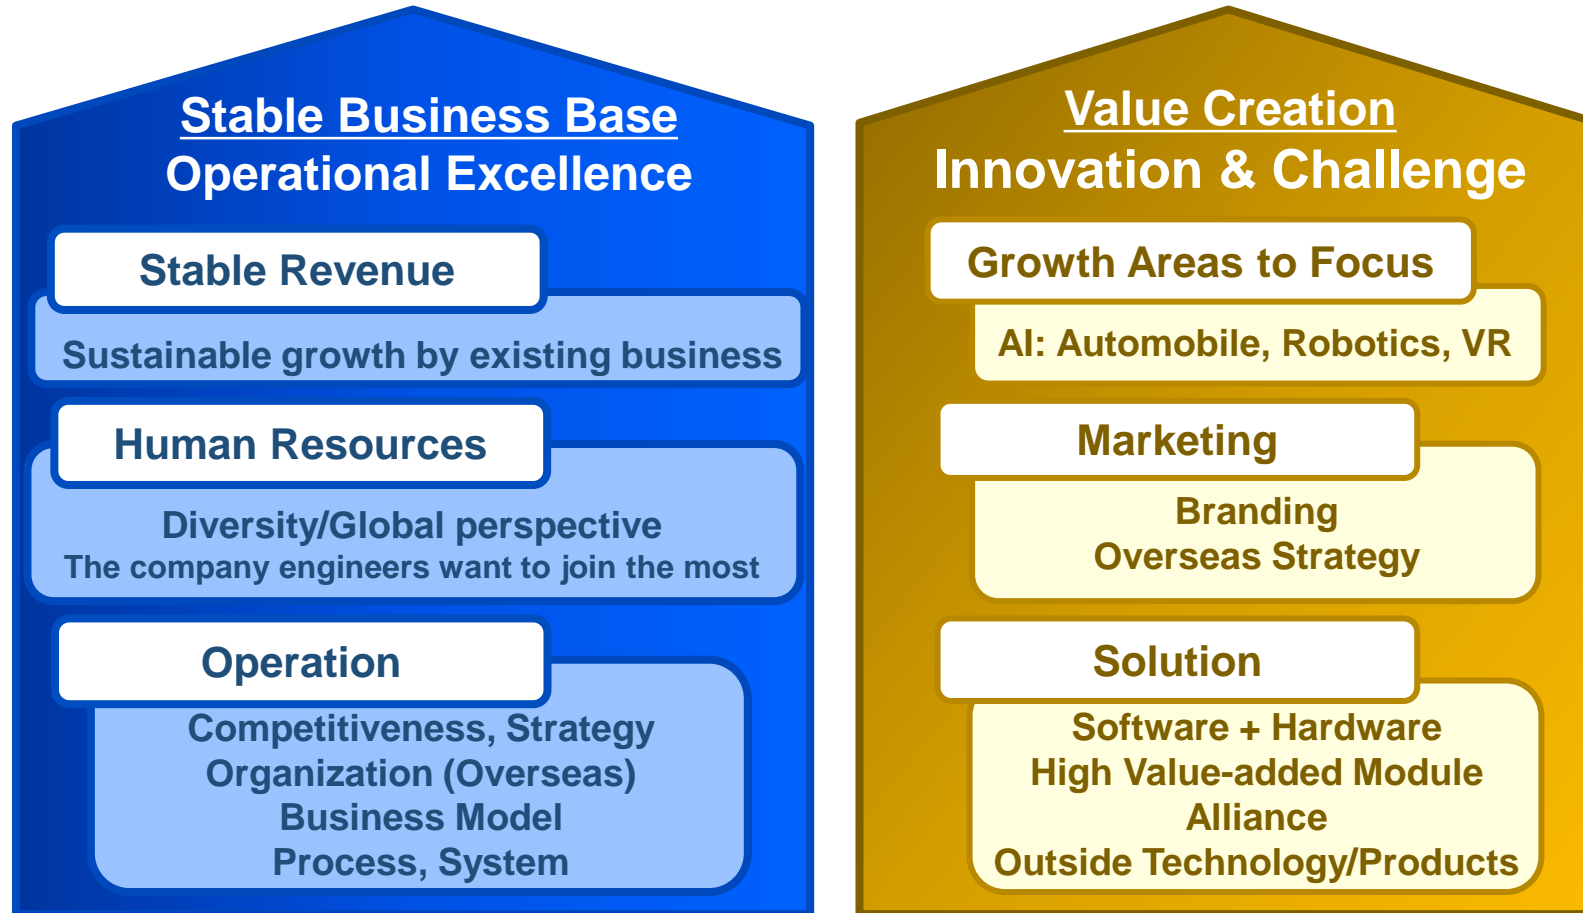 Stable Business Base
Operational Excellence
Stable Revenue
Sustainable growth by existing business
Human Resources
Diversity/Global perspective
The company engineers want to join the most
Operation
Competitiveness, Strategy
Organization (Overseas)
Business Model
Process, System
Value Creation
Innovation & Challenge
Growth Areas to Focus
AI: Automobile, Robotics, VR
Marketing
Branding
Overseas Strategy
Solution
Software + Hardware
High Value-added Module
Alliance
Outside Technology/Products